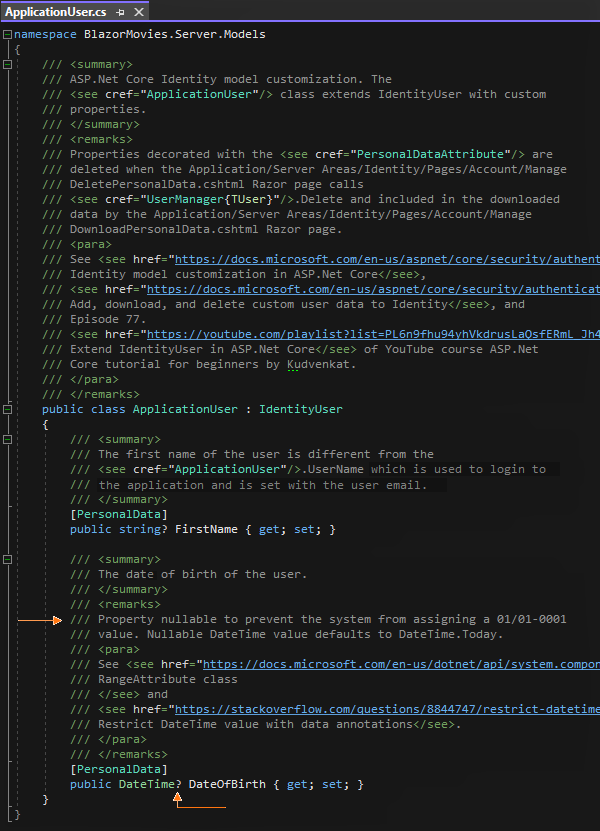 ApplicationUser.cs
namespace BlazorMovies.Server.Models
{
/// <summary>
/// ASP.Net Core Identity model customization. The
/// <see cref="ApplicationUser"/> class extends IdentityUser with custom
/// properties.
/// </summary>
/// <remarks>
/// Properties decorated with the <see cref="PersonalDataAttribute"/> are
/// deleted when the Application/Server Areas/Identity/Pages/Account/Manage
/// DeletePersonalData.cshtml Razor page calls
/// <see cref="UserManager{TUser}"/>.Delete and included in the downloaded
/// data by the Application/Server Areas/Identity/Pages/Account/Manage
/// DownloadPersonalData.cshtml Razor page.
/// <para>
/// See <see href="https://docs.microsoft.com/en-us/aspnet/core/security/authent
/// Identity model customization in ASP.Net Core</see>,
/// <see href="https://docs.microsoft.com/en-us/aspnet/core/security/authenticat
/// Add, download, and delete custom user data to Identity</see>, and
/// Episode 77.
/// <see href="https://youtube.com/playlist?list=PL6n9fhu94yhVkdrusLaQsfERmL_Jh4
/// Extend IdentityUser in ASP.Net Core</see> of YouTube course ASP.Net
/// Core tutorial for beginners by Kudvenkat.
/// </para>
/// </remarks>
public class ApplicationUser : IdentityUser
{
/// <summary>
/// The first name of the user is different from the
/// <see cref="ApplicationUser"/>.UserName which is used to login to
/// the application and is set with the user email.
/// </summary>
[PersonalData]
public string? FirstName { get; set; }
/// <summary>
/// The date of birth of the user.
/// </summary>
/// <remarks>
/// Property nullable to prevent the system from assigning a 01/01-0001
/// value. Nullable DateTime value defaults to DateTime.Today.
/// <para>
/// See <see href="https://docs.microsoft.com/en-us/dotnet/api/system.compon
/// RangeAttribute class
/// </see> and
/// <see href="https://stackoverflow.com/questions/8844747/restrict-datetime
/// Restrict DateTime value with data annotations</see>.
/// </para>
/// </remarks>
[PersonalData]
public DateTime? DateOfBirth { get; set; }
}
}